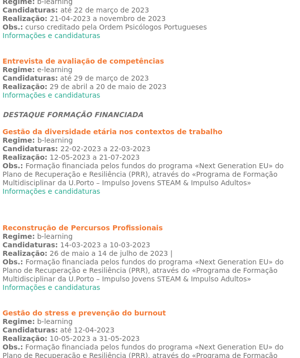 Regime: b-learning
Candidaturas: até 22 de março de 2023
Realização: 21-04-2023 a novembro de 2023
Obs.: curso creditado pela Ordem Psicólogos Portugueses
Informações e candidaturas
Entrevista de avaliação de competências
Regime: e-learning
Candidaturas: até 29 de março de 2023
Realização: 29 de abril a 20 de maio de 2023
Informações e candidaturas
DESTAQUE FORMAÇÃO FINANCIADA
Gestão da diversidade etária nos contextos de trabalho
Regime: b-learning
Candidaturas: 22-02-2023 a 22-03-2023
Realização: 12-05-2023 a 21-07-2023
Obs.: Formação financiada pelos fundos do programa «Next Generation EU» do
Plano de Recuperação e Resiliência (PRR), através do «Programa de Formação
Multidisciplinar da U.Porto – Impulso Jovens STEAM & Impulso Adultos»
Informações e candidaturas
Reconstrução de Percursos Profissionais
Regime: b-learning
Candidaturas: 14-03-2023 a 10-03-2023
Realização: 26 de maio a 14 de julho de 2023 |
Obs.: Formação financiada pelos fundos do programa «Next Generation EU» do
Plano de Recuperação e Resiliência (PRR), através do «Programa de Formação
Multidisciplinar da U.Porto – Impulso Jovens STEAM & Impulso Adultos»
Informações e candidaturas
Gestão do stress e prevenção do burnout
Regime: b-learning
Candidaturas: até 12-04-2023
Realização: 10-05-2023 a 31-05-2023
Obs.: Formação financiada pelos fundos do programa «Next Generation EU» do
Plano de Recuperação e Resiliência (PRR), através do «Programa de Formação